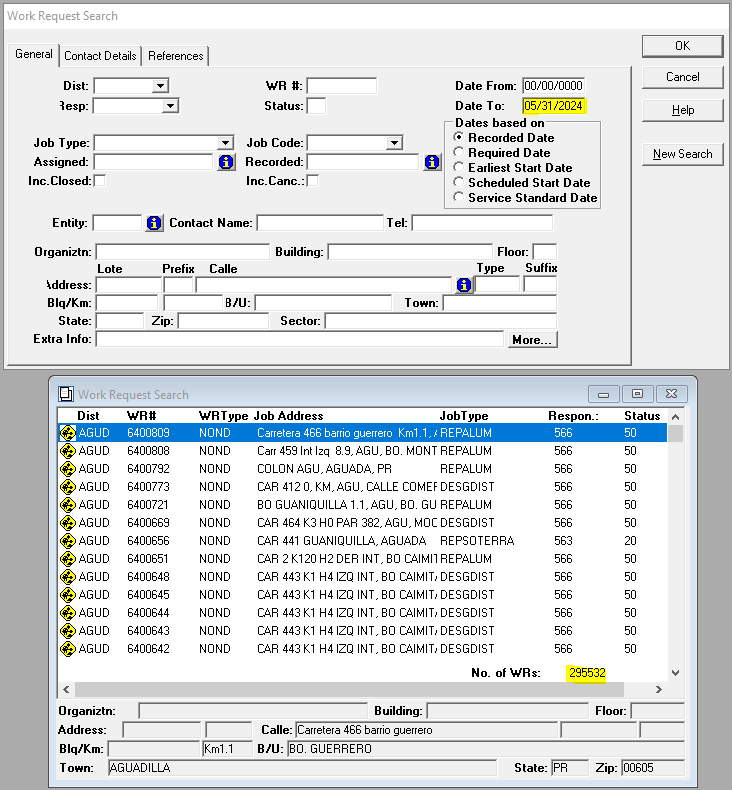 Work Request Search
General Contact Details References
OK
Cancel
Help
New Search
Dist: WR #: Date From: 00/00/0000
Resp: Status: Date To: 05/31/2024
Dates based on
Recorded Date
Required Date
Earliest Start Date
Scheduled Start Date
Service Standard Date
Job Type: Job Code:
Assigned: Recorded:
Inc.Closed: Inc.Canc.:
Entity: Contact Name: Tel:
Organiztn: Building: Floor:
Lote Prefix Calle Type Suffix
Address:
Blq/Km: B/U: Town:
State: Zip: Sector:
Extra Info: More...
Work Request Search
Dist WR# WRType Job Address JobType Respon.: Status
AGUD 6400809 NOND Carretera 466 barrio guerrero Km1.1, A REPALUM 566 50
AGUD 6400808 NOND Carr 459 Int Izq 8.9, AGU, BO. MONT REPALUM 566 50
AGUD 6400792 NOND COLON AGU, AGUADA, PR REPALUM 566 50
AGUD 6400773 NOND CAR 412 0, KM, AGU, CALLE COMEF DESGDIST 566 50
AGUD 6400721 NOND BO GUANIQUILLA 1.1, AGU, BO. GU REPALUM 566 50
AGUD 6400669 NOND CAR 464 K3 H0 PAR 382, AGU, MOC DESGDIST 566 50
AGUD 6400656 NOND CAR 441 GUANIQUILLA, AGUADA REPSOTERRA 563 20
AGUD 6400651 NOND CAR 2 K120 H2 DER INT, BO CAIMIT REPALUM 566 50
AGUD 6400648 NOND CAR 443 K1 H4 IZQ INT, BO CAIMIT DESGDIST 566 50
AGUD 6400645 NOND CAR 443 K1 H4 IZQ INT, BO CAIMIT DESGDIST 566 50
AGUD 6400644 NOND CAR 443 K1 H4 IZQ INT, BO CAIMIT DESGDIST 566 50
AGUD 6400643 NOND CAR 443 K1 H4 IZQ INT, BO CAIMIT DESGDIST 566 50
AGUD 6400642 NOND CAR 443 K1 H4 IZQ INT, BO CAIMIT DESGDIST 566 50
No. of WRs: 295532
Organiztn: Building: Floor:
Address: Calle: Carretera 466 barrio guerrero
Blq/Km: Km1.1 B/U: BO. GUERRERO
Town: AGUADILLA State: PR Zip: 00605